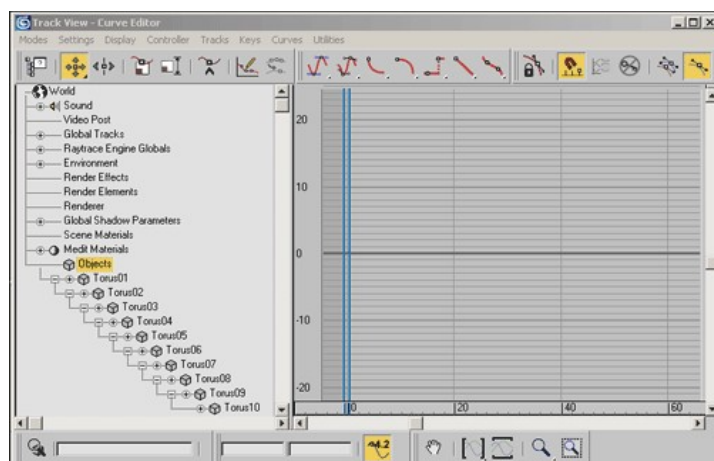 Track View - Curve Editor
Modes Settings Display Controller Tracks Keys Curves Utilities
World
Sound
Video Post
Global Tracks
Raytrace Engine Globals
Environment
Render Effects
Render Elements
Renderer
Global Shadow Parameters
Scene Materials
Medit Materials
Objects
Torus01
Torus02
Torus03
Torus04
Torus05
Torus06
Torus07
Torus08
Torus09
Torus10
20
10
0
-10
-20
0 20 40 60
4.2